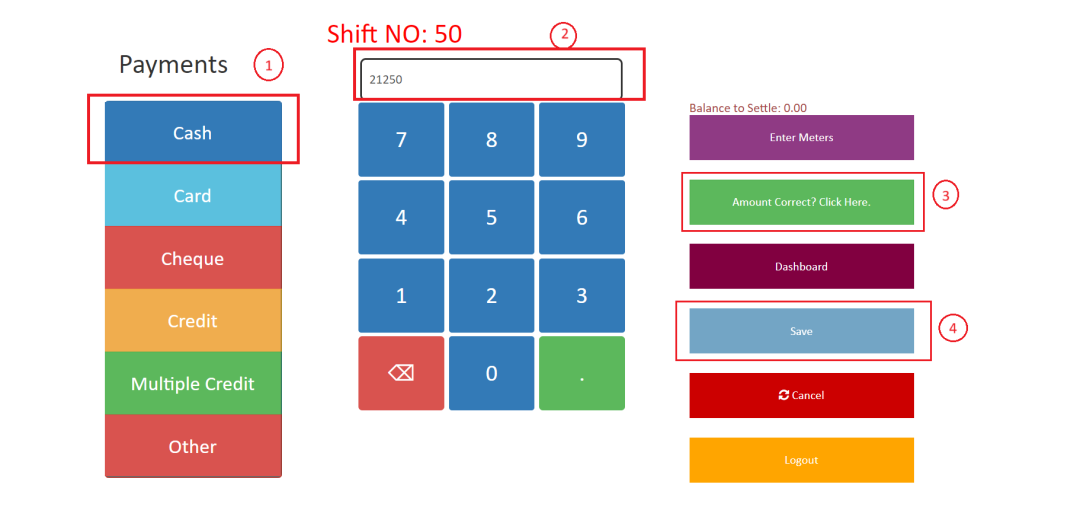 Shift NO: 50
2
Payments
1
21250
Cash
Card
Cheque
Credit
Multiple Credit
Other
7 8 9
4 5 6
1 2 3
⌫ 0 .
Balance to Settle: 0.00
Enter Meters
Amount Correct? Click Here.
3
Dashboard
Save
4
Cancel
Logout